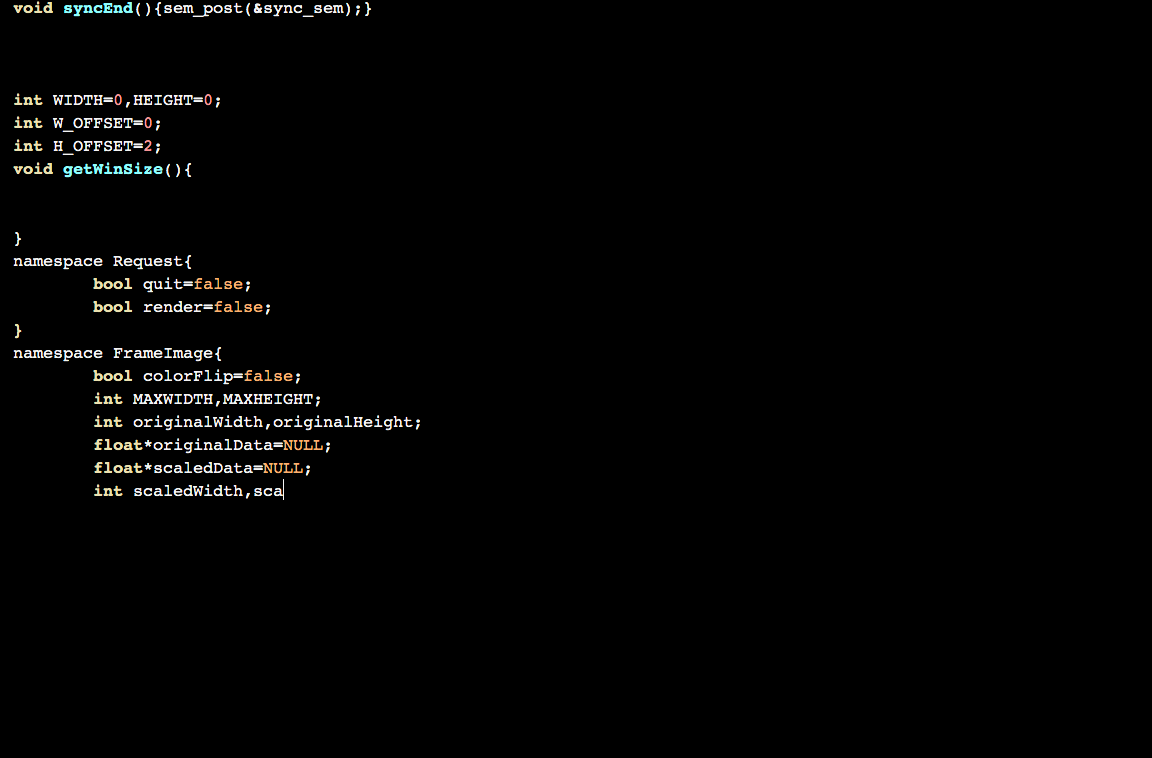 void syncEnd(){sem_post(&sync_sem);}
int WIDTH=0,HEIGHT=0;
int W_OFFSET=0;
int H_OFFSET=2;
void getWinSize(){
}
namespace Request{
bool quit=false;
bool render=false;
}
namespace FrameImage{
bool colorFlip=false;
int MAXWIDTH,MAXHEIGHT;
int originalWidth,originalHeight;
float*originalData=NULL;
float*scaledData=NULL;
int scaledWidth,sca